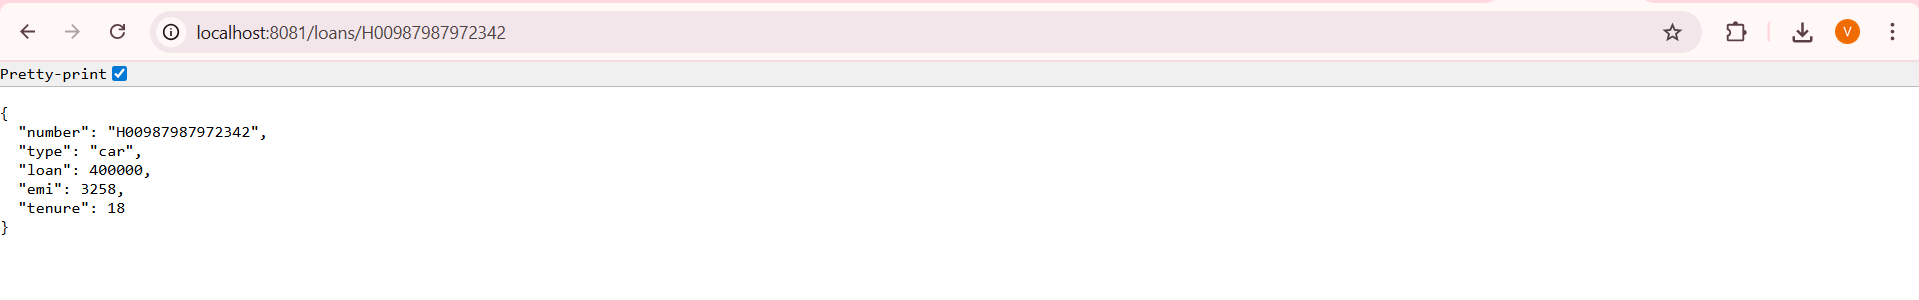 localhost:8081/loans/H00987987972342
V
Pretty-print
{
  "number": "H00987987972342",
  "type": "car",
  "loan": 400000,
  "emi": 3258,
  "tenure": 18
}